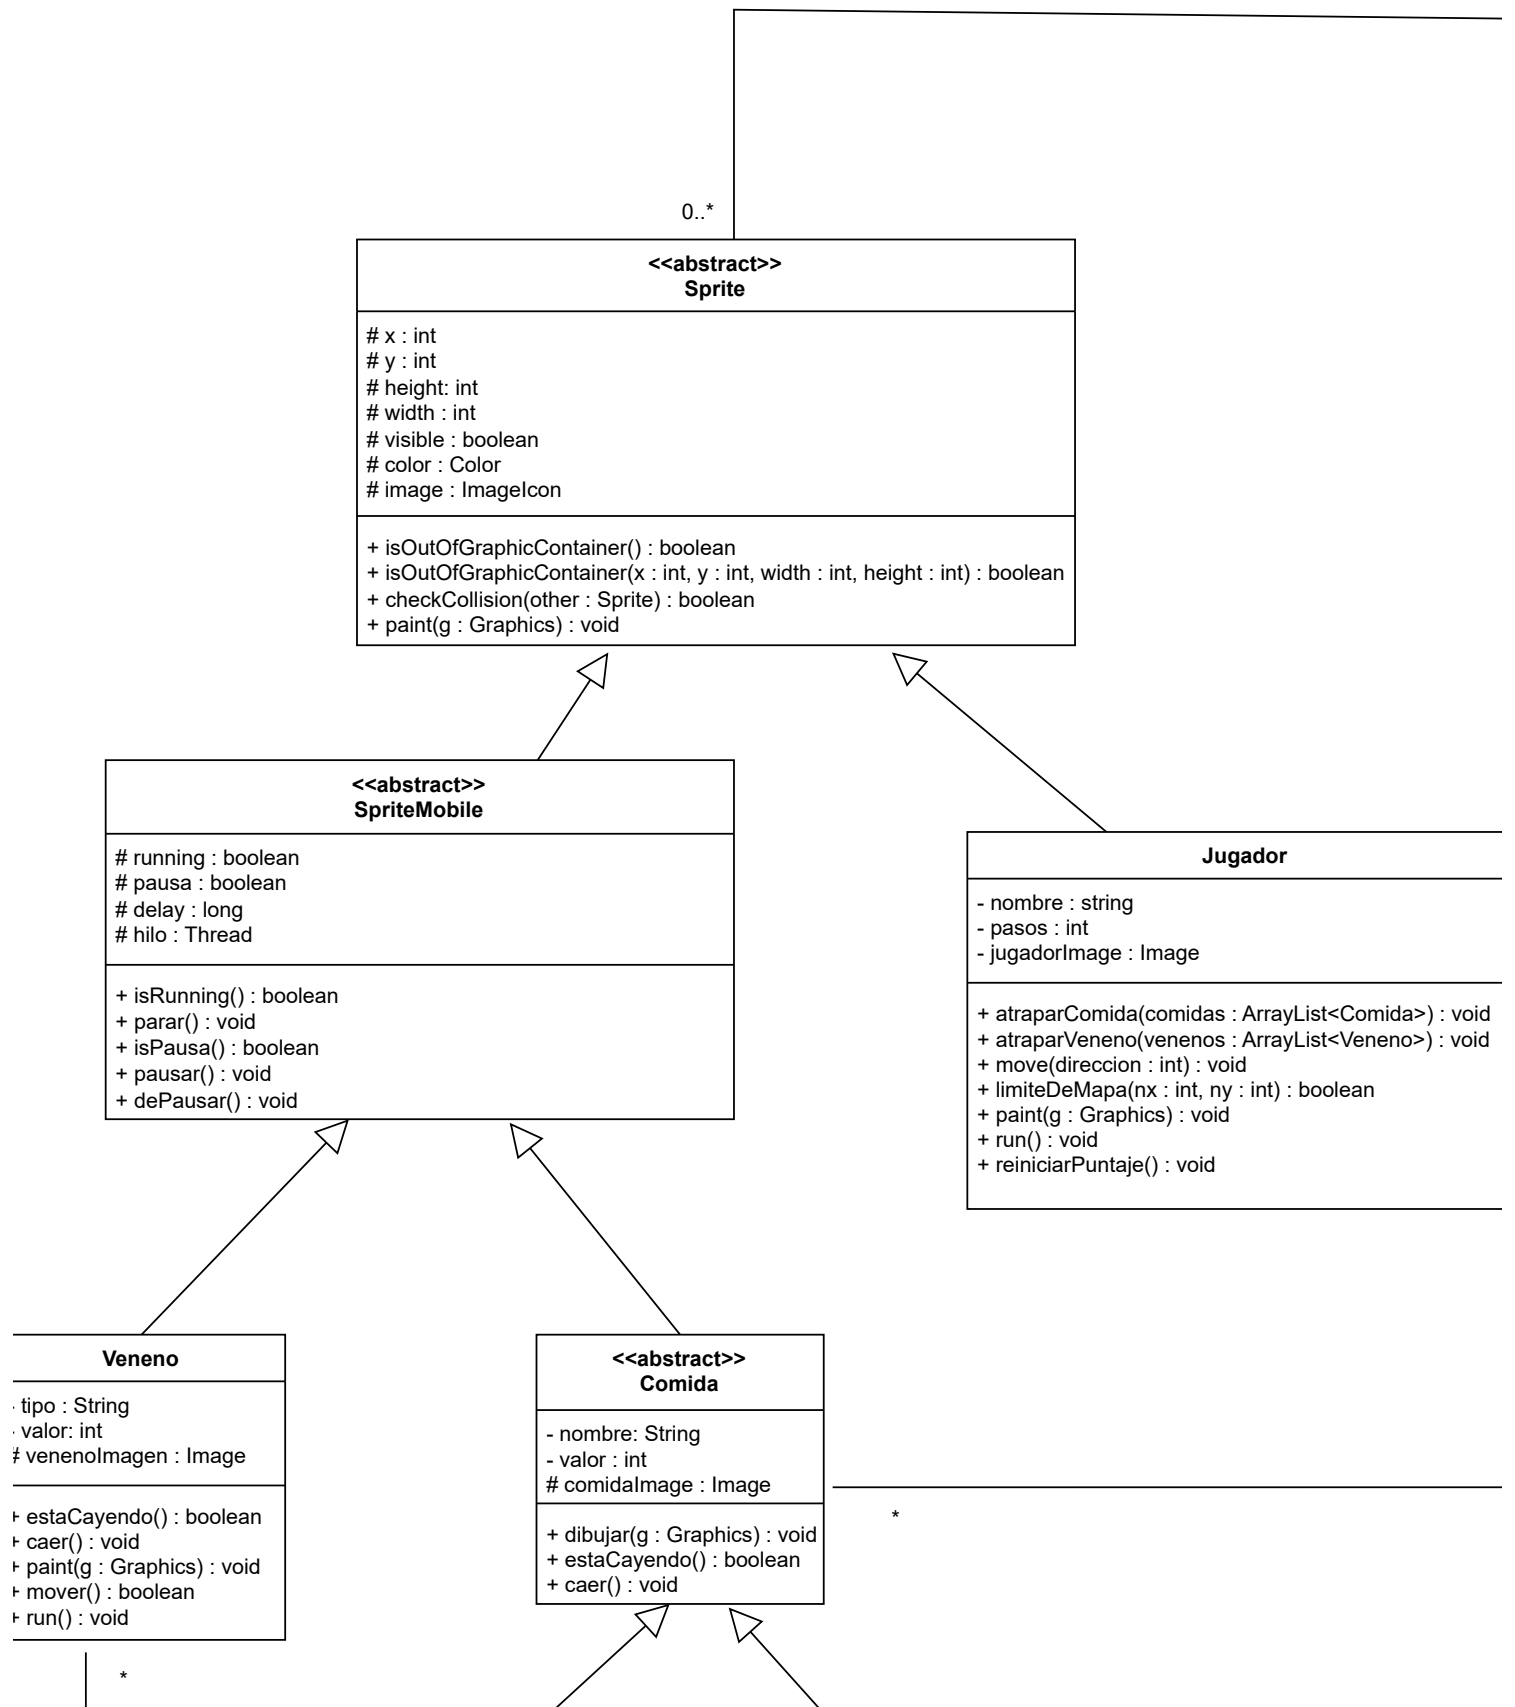 0..*
<<abstract>>
Sprite
# x : int
# y : int
# height: int
# width : int
# visible : boolean
# color : Color
# image : ImageIcon
+ isOutOfGraphicContainer() : boolean
+ isOutOfGraphicContainer(x : int, y : int, width : int, height : int) : boolean
+ checkCollision(other : Sprite) : boolean
+ paint(g : Graphics) : void
<<abstract>>
SpriteMobile
# running : boolean
# pausa : boolean
# delay : long
# hilo : Thread
+ isRunning() : boolean
+ parar() : void
+ isPausa() : boolean
+ pausar() : void
+ dePausar() : void
Jugador
- nombre : string
- pasos : int
- jugadorImage : Image
+ atraparComida(comidas : ArrayList<Comida>) : void
+ atraparVeneno(venenos : ArrayList<Veneno>) : void
+ move(direccion : int) : void
+ limiteDeMapa(nx : int, ny : int) : boolean
+ paint(g : Graphics) : void
+ run() : void
+ reiniciarPuntaje() : void
Veneno
- tipo : String
- valor: int
# venenoImagen : Image
+ estaCayendo() : boolean
+ caer() : void
+ paint(g : Graphics) : void
+ mover() : boolean
+ run() : void
*
<<abstract>>
Comida
- nombre: String
- valor : int
# comidaImage : Image
+ dibujar(g : Graphics) : void
+ estaCayendo() : boolean
+ caer() : void
*